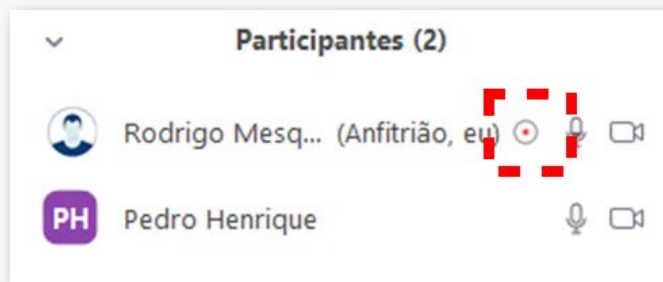 Participantes (2)
Rodrigo Mesq... (Anfitrião, eu)
PH Pedro Henrique